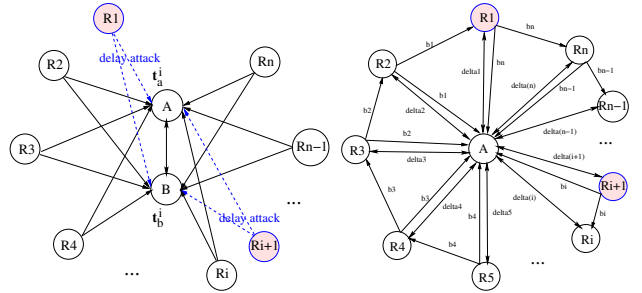 R1
R2
delay attack
t_a^i
Rn
A
R3
Rn−1
B
t_b^i
delay attack
R4
Ri+1
Ri
...
...
R1
bn
b1
Rn
R2
delta1
bn
bn−1
delta(n)
bn−1
b1
Rn−1
b2
delta2
delta(n−1)
b2
...
R3
A
delta3
delta(i+1)
Ri+1
bi
b3
b3
delta4
b4
delta5
delta(i)
bi
R4
b4
Ri
R5
...